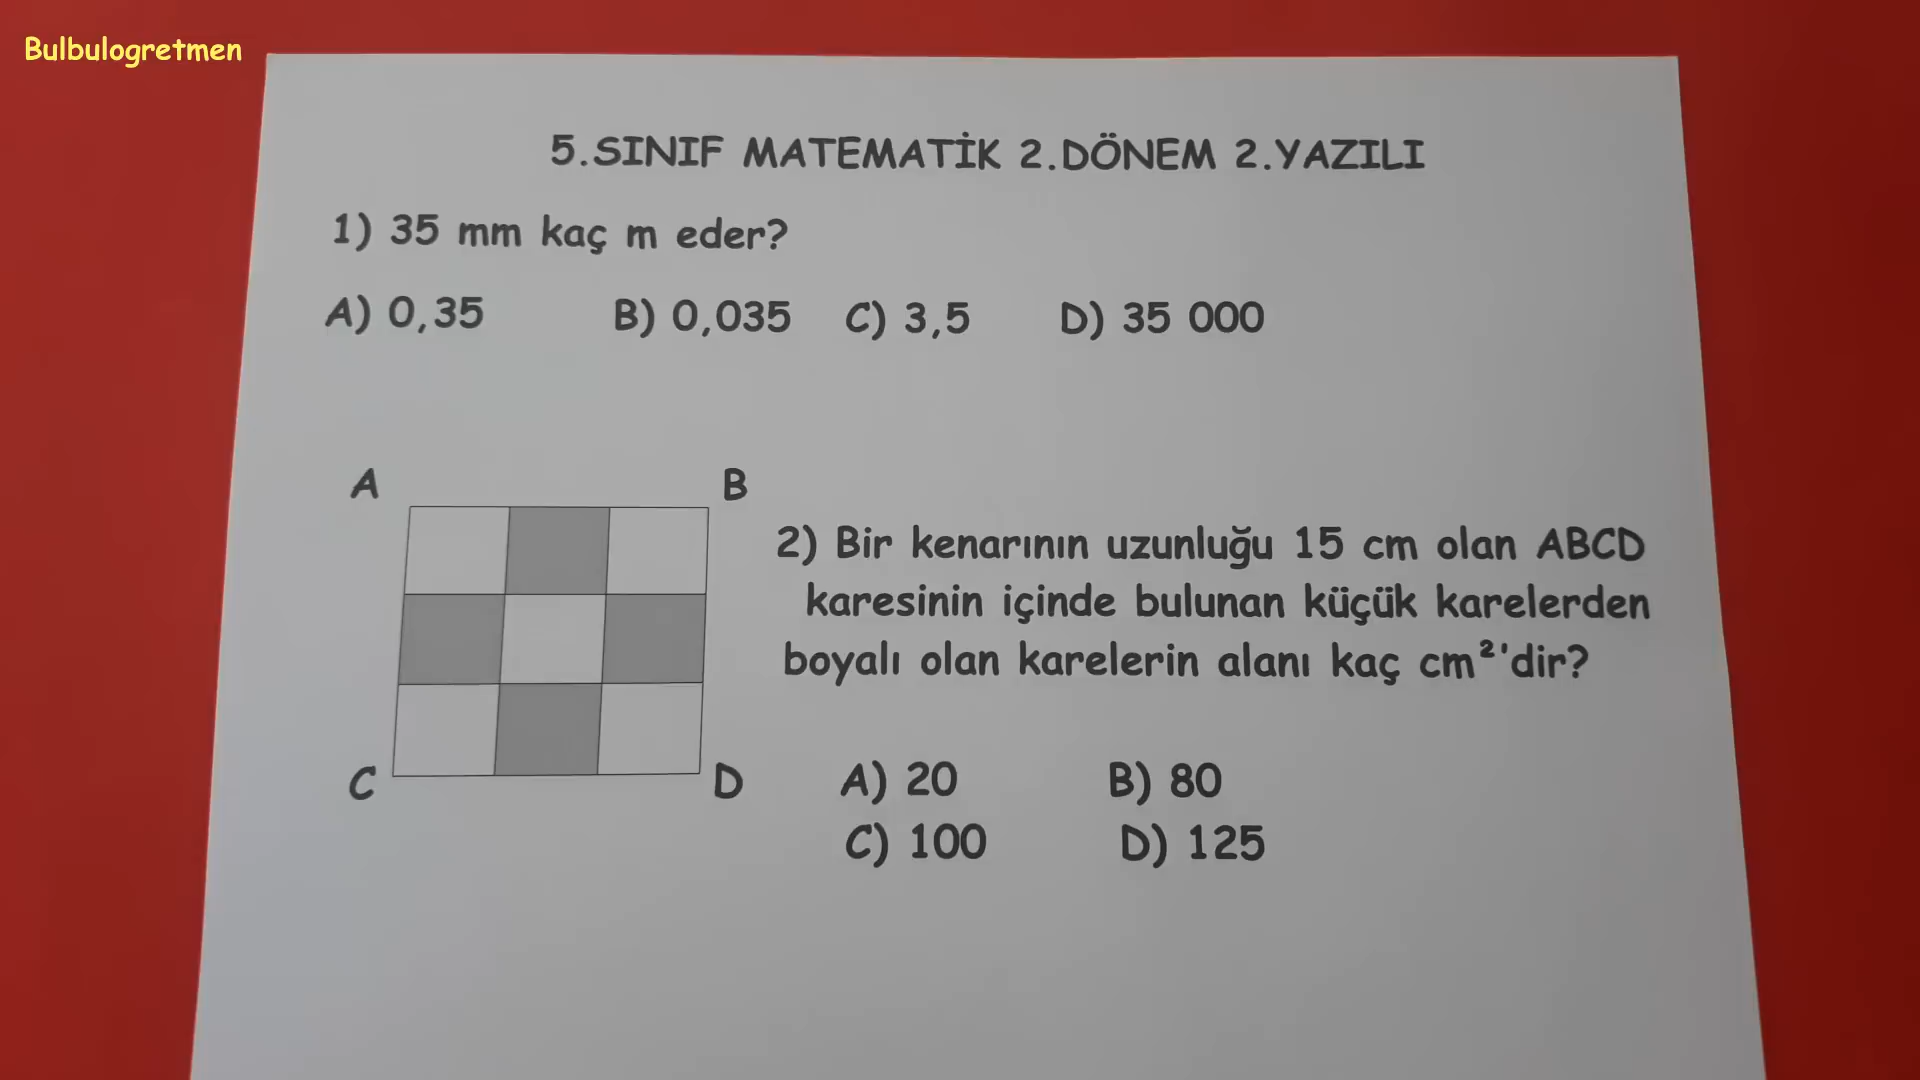 Bulbulogretmen
5.SINIF MATEMATİK 2.DÖNEM 2.YAZILI
1) 35 mm kaç m eder?
A) 0,35 B) 0,035 C) 3,5 D) 35 000
A B
2) Bir kenarının uzunluğu 15 cm olan ABCD
karesinin içinde bulunan küçük karelerden
boyalı olan karelerin alanı kaç cm²'dir?
C D
A) 20 B) 80
C) 100 D) 125